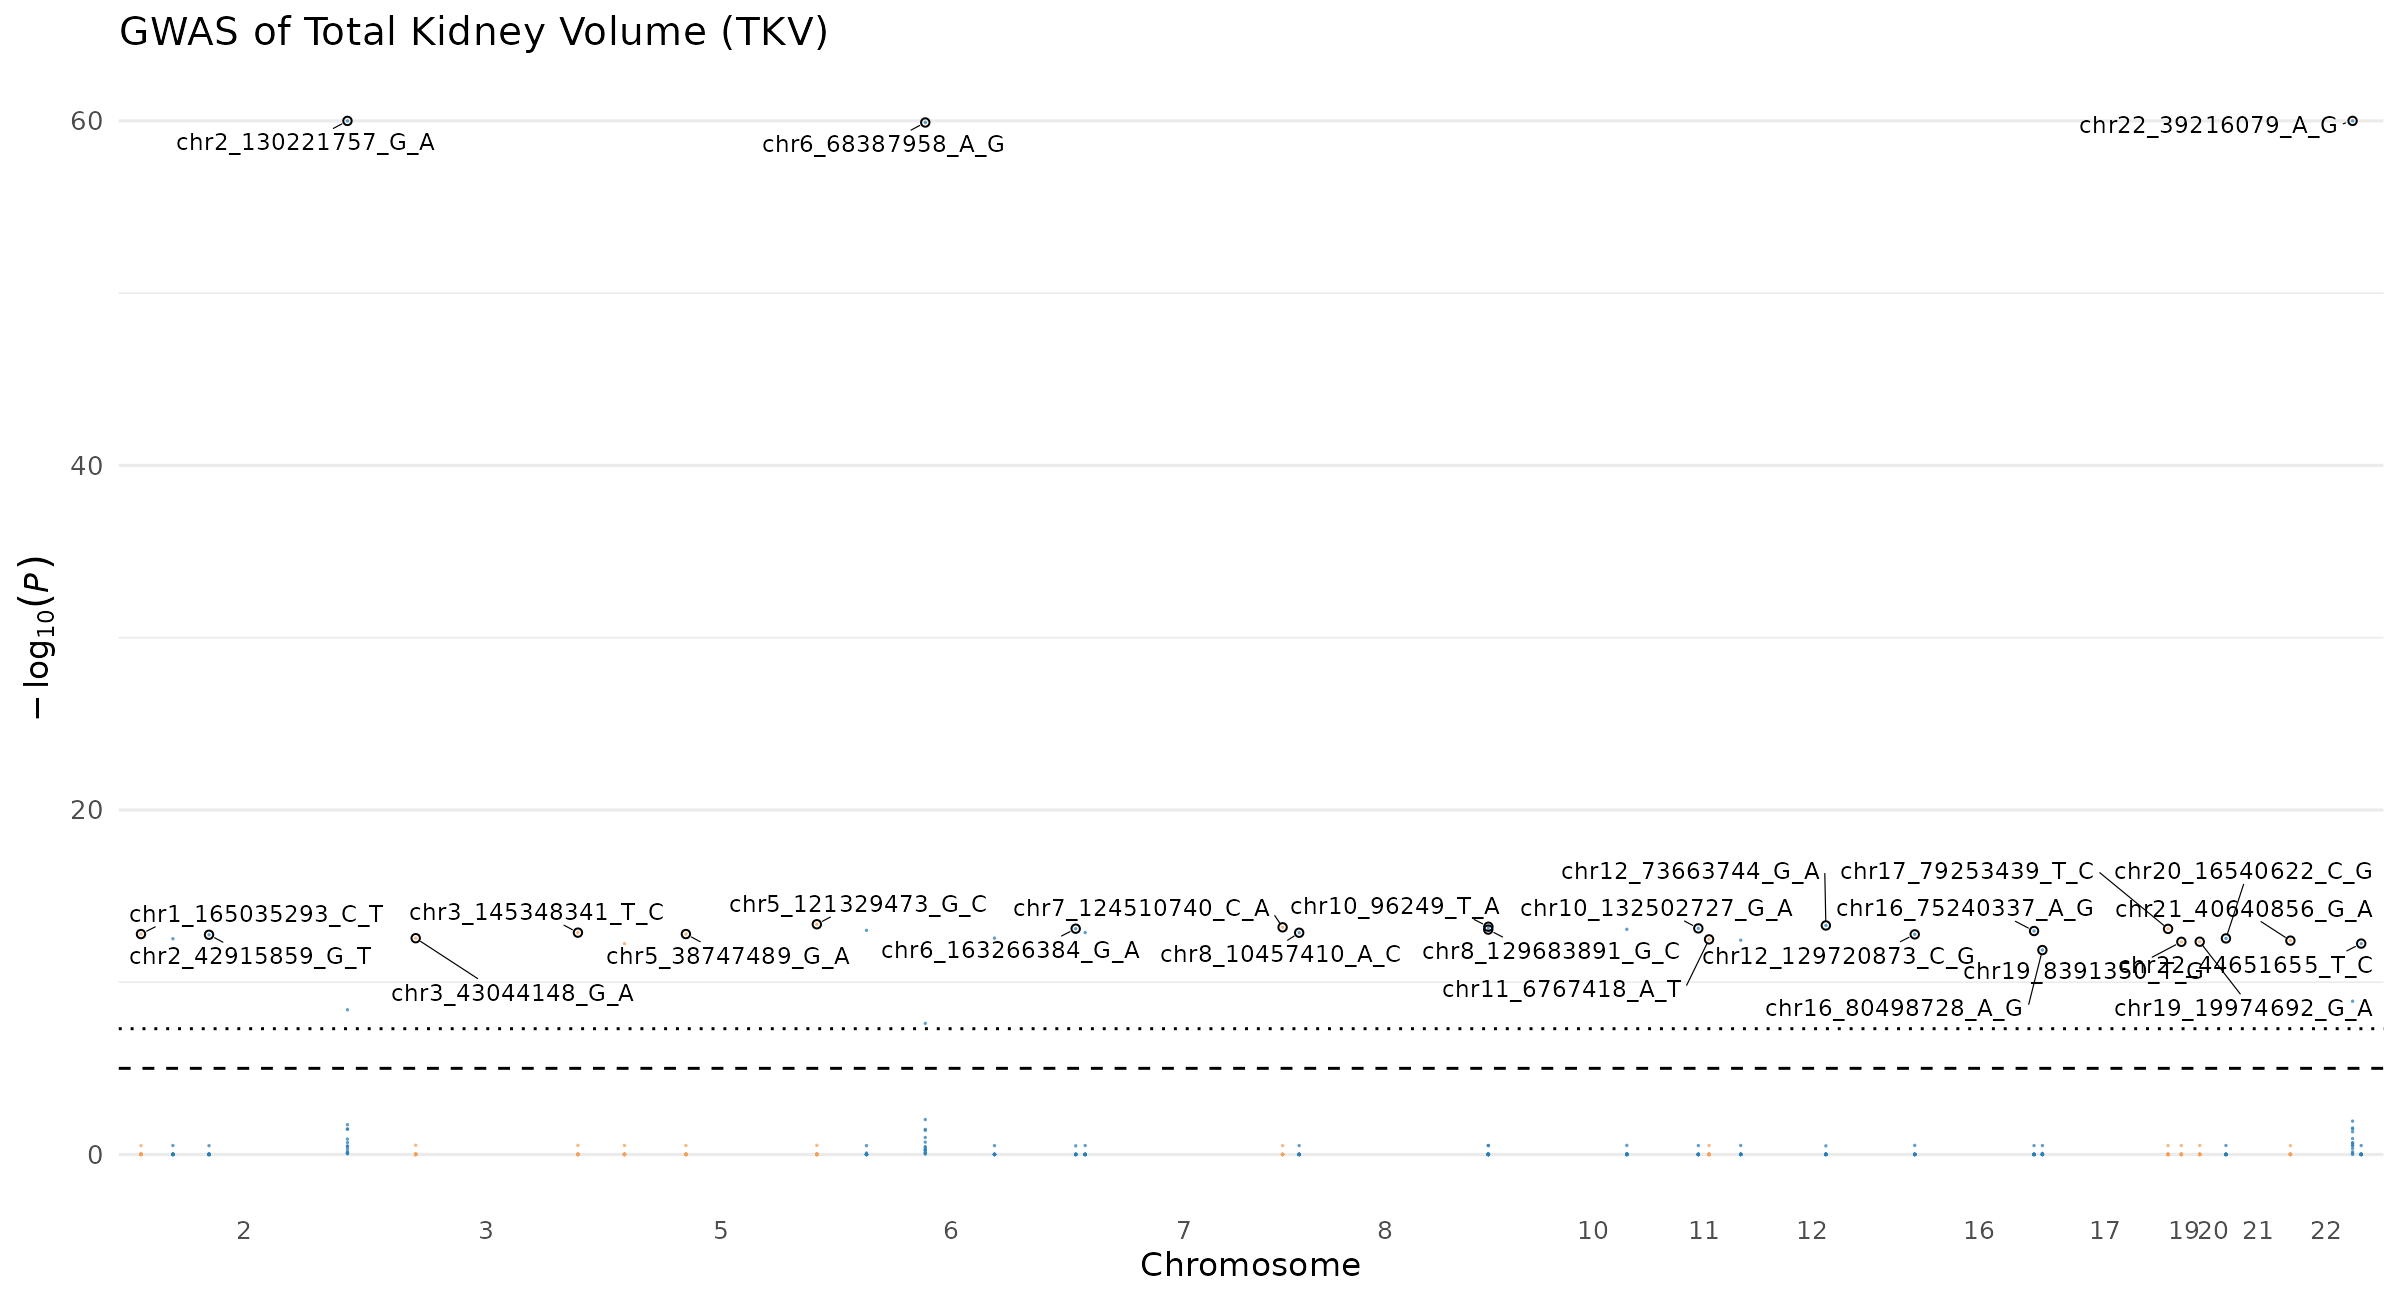 GWAS of Total Kidney Volume (TKV)
60
chr2_130221757_G_A
chr6_68387958_A_G
chr22_39216079_A_G
40
20
− log10(P)
chr12_73663744_G_A
chr17_79253439_T_C
chr20_16540622_C_G
chr1_165035293_C_T
chr3_145348341_T_C
chr5_121329473_G_C
chr7_124510740_C_A
chr10_96249_T_A
chr10_132502727_G_A
chr16_75240337_A_G
chr21_40640856_G_A
chr2_42915859_G_T
chr5_38747489_G_A
chr6_163266384_G_A
chr8_10457410_A_C
chr8_129683891_G_C
chr12_129720873_C_G
chr19_8391350_T_G
chr22_44651655_T_C
chr3_43044148_G_A
chr11_6767418_A_T
chr16_80498728_A_G
chr19_19974692_G_A
0
2 3 5 6 7 8 10 11 12 16 17 19 20 21 22
Chromosome